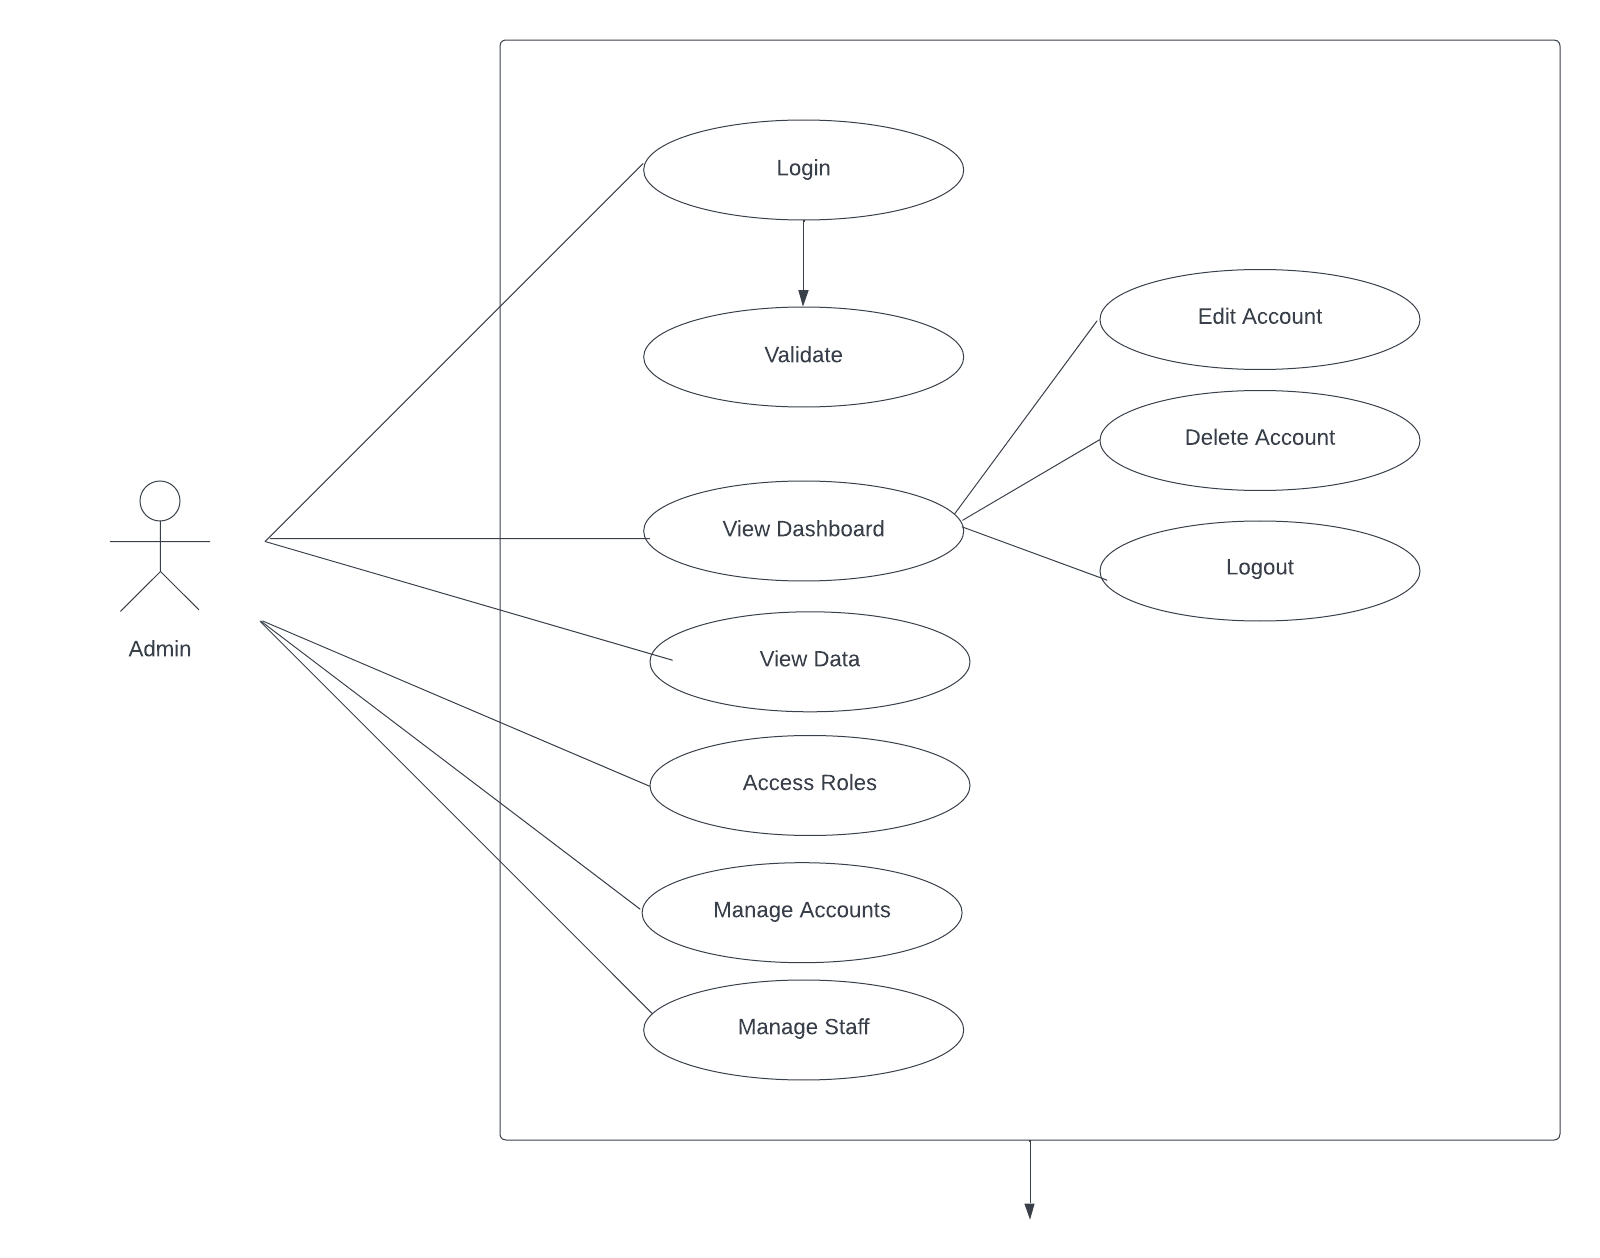 Login
Validate
Edit Account
Delete Account
View Dashboard
Logout
Admin
View Data
Access Roles
Manage Accounts
Manage Staff